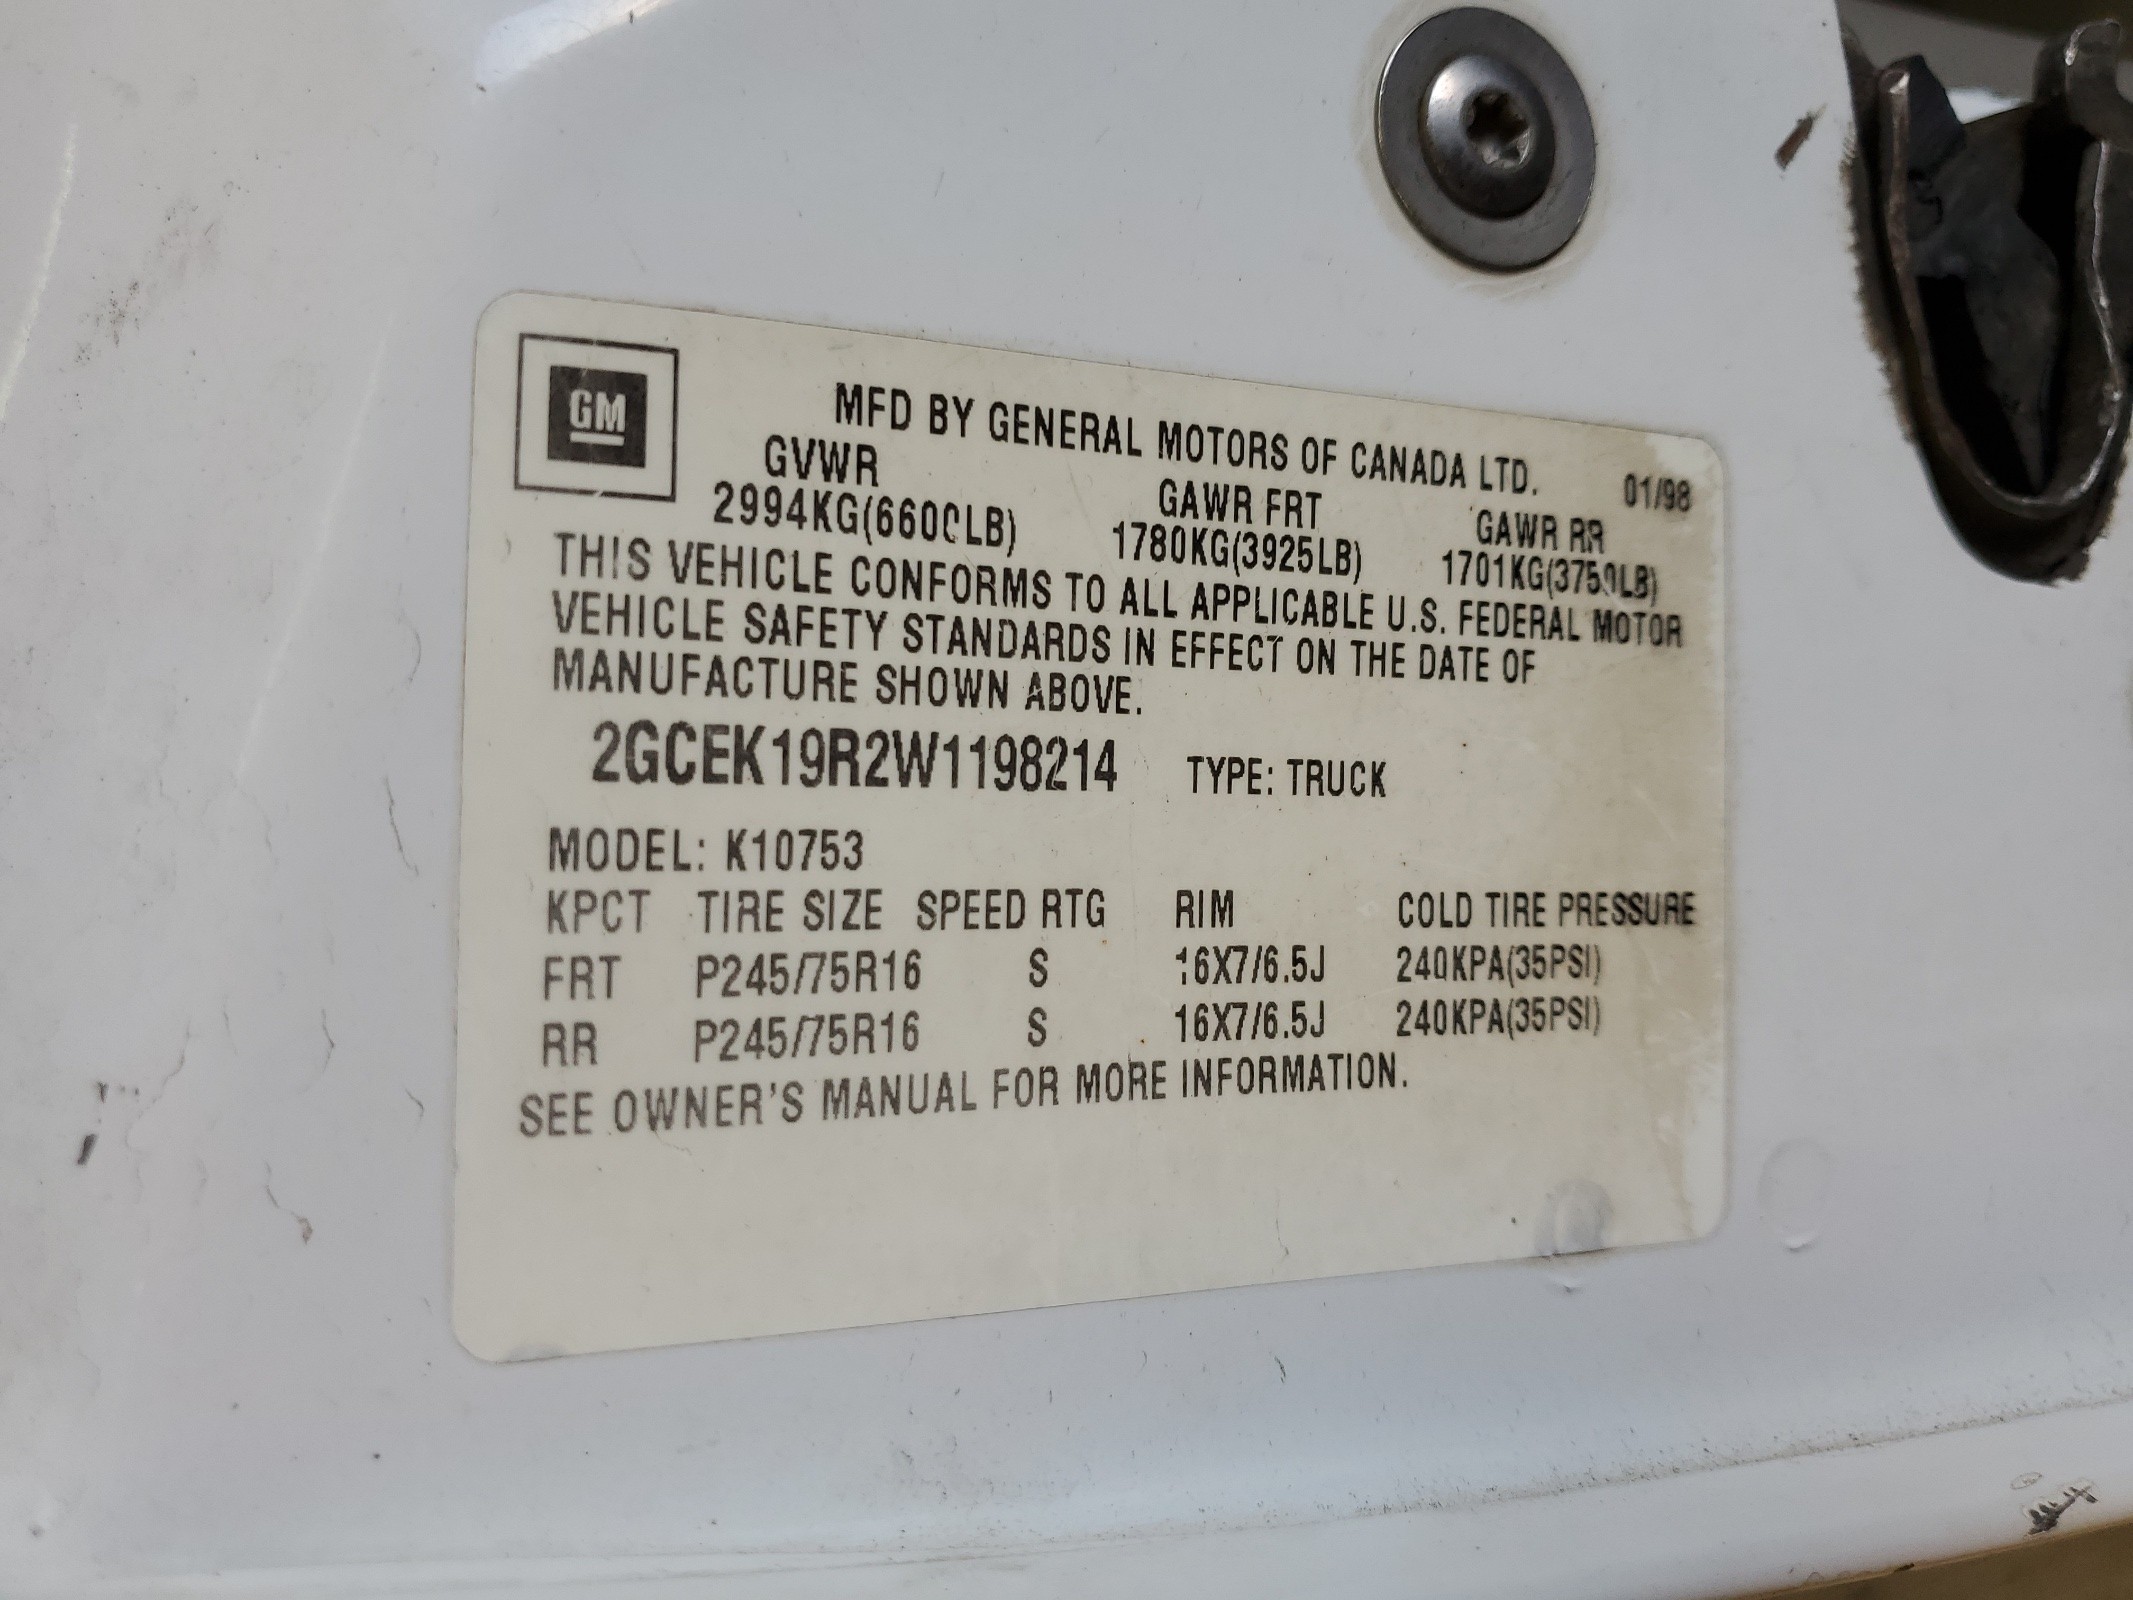 GM
MFD BY GENERAL MOTORS OF CANADA LTD. 01/98
GVWR GAWR FRT GAWR RR
2994KG(6600LB) 1780KG(3925LB) 1701KG(3750LB)
THIS VEHICLE CONFORMS TO ALL APPLICABLE U.S. FEDERAL MOTOR
VEHICLE SAFETY STANDARDS IN EFFECT ON THE DATE OF
MANUFACTURE SHOWN ABOVE.
2GCEK19R2W1198214 TYPE: TRUCK
MODEL: K10753
KPCT TIRE SIZE SPEED RTG RIM COLD TIRE PRESSURE
FRT P245/75R16 S 16X7/6.5J 240KPA(35PSI)
RR P245/75R16 S 16X7/6.5J 240KPA(35PSI)
SEE OWNER'S MANUAL FOR MORE INFORMATION.